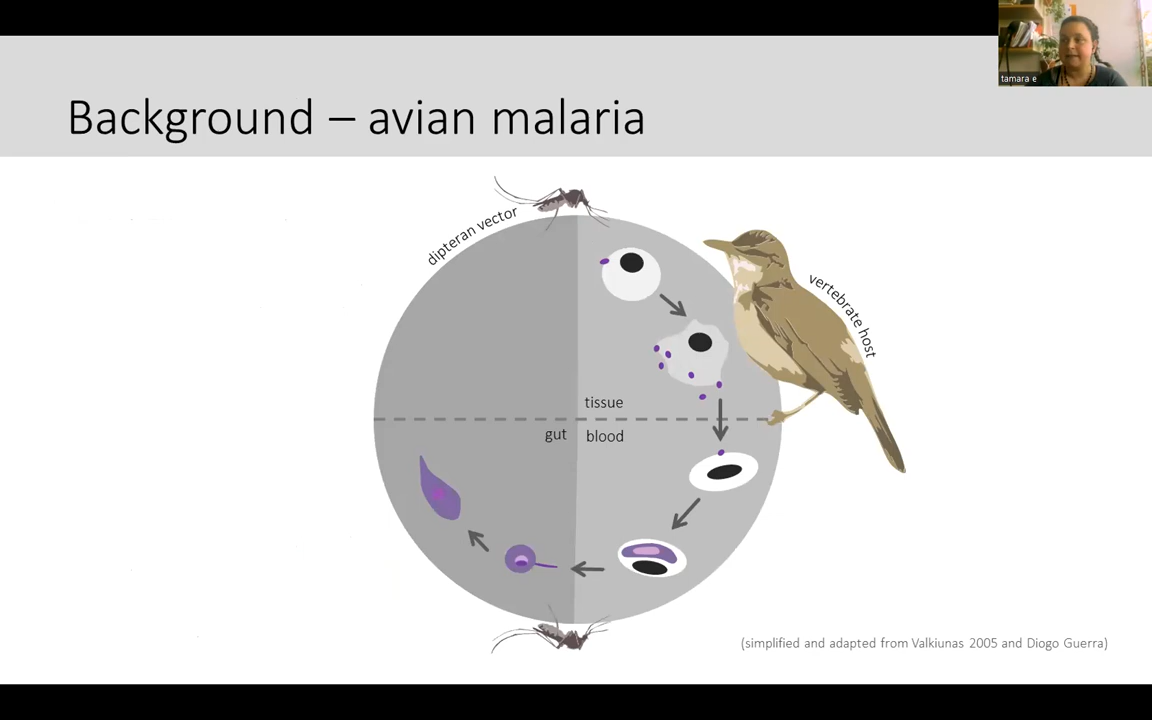 tamara e
Background – avian malaria
dipteran vector
vertebrate host
tissue
gut
blood
(simplified and adapted from Valkiunas 2005 and Diogo Guerra)